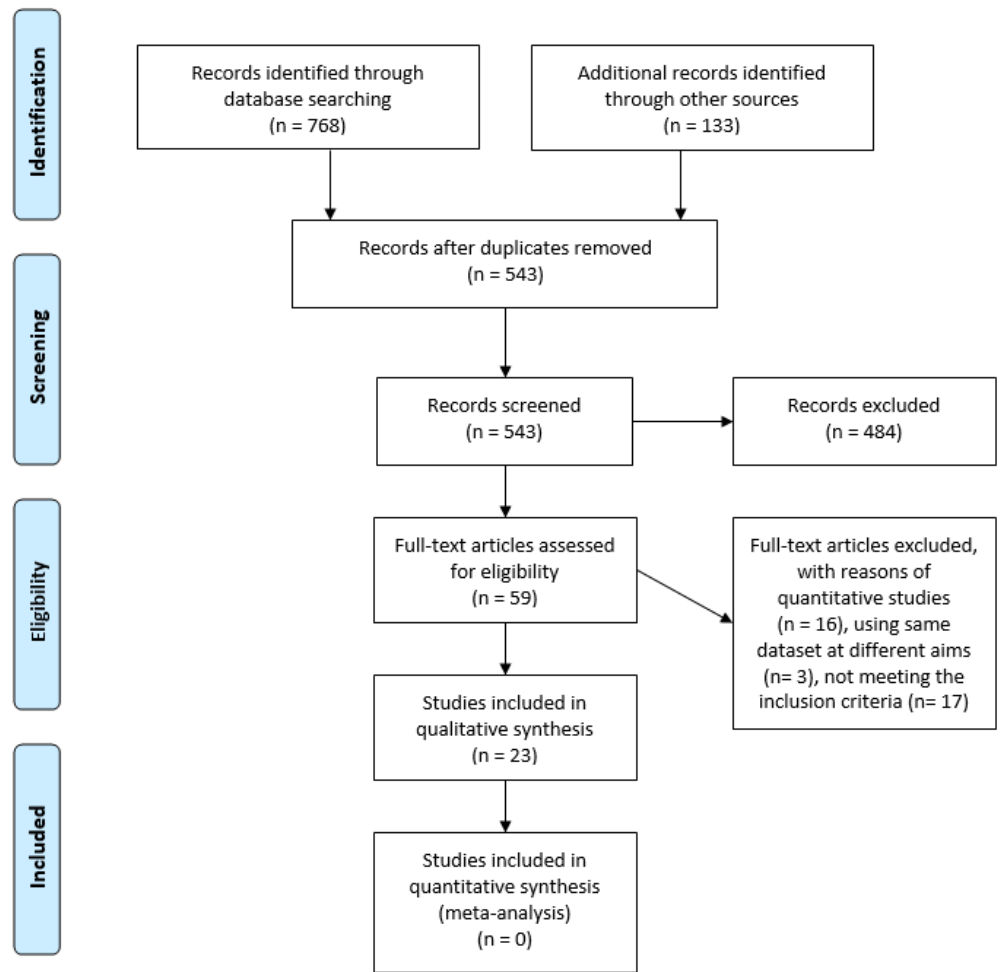 Identification
Records identified through
database searching
(n = 768)
Additional records identified
through other sources
(n = 133)
Records after duplicates removed
(n = 543)
Screening
Records screened
(n = 543)
Records excluded
(n = 484)
Eligibility
Full-text articles assessed
for eligibility
(n = 59)
Full-text articles excluded,
with reasons of
quantitative studies
(n = 16), using same
dataset at different aims
(n= 3), not meeting the
inclusion criteria (n= 17)
Studies included in
qualitative synthesis
(n = 23)
Included
Studies included in
quantitative synthesis
(meta-analysis)
(n = 0)